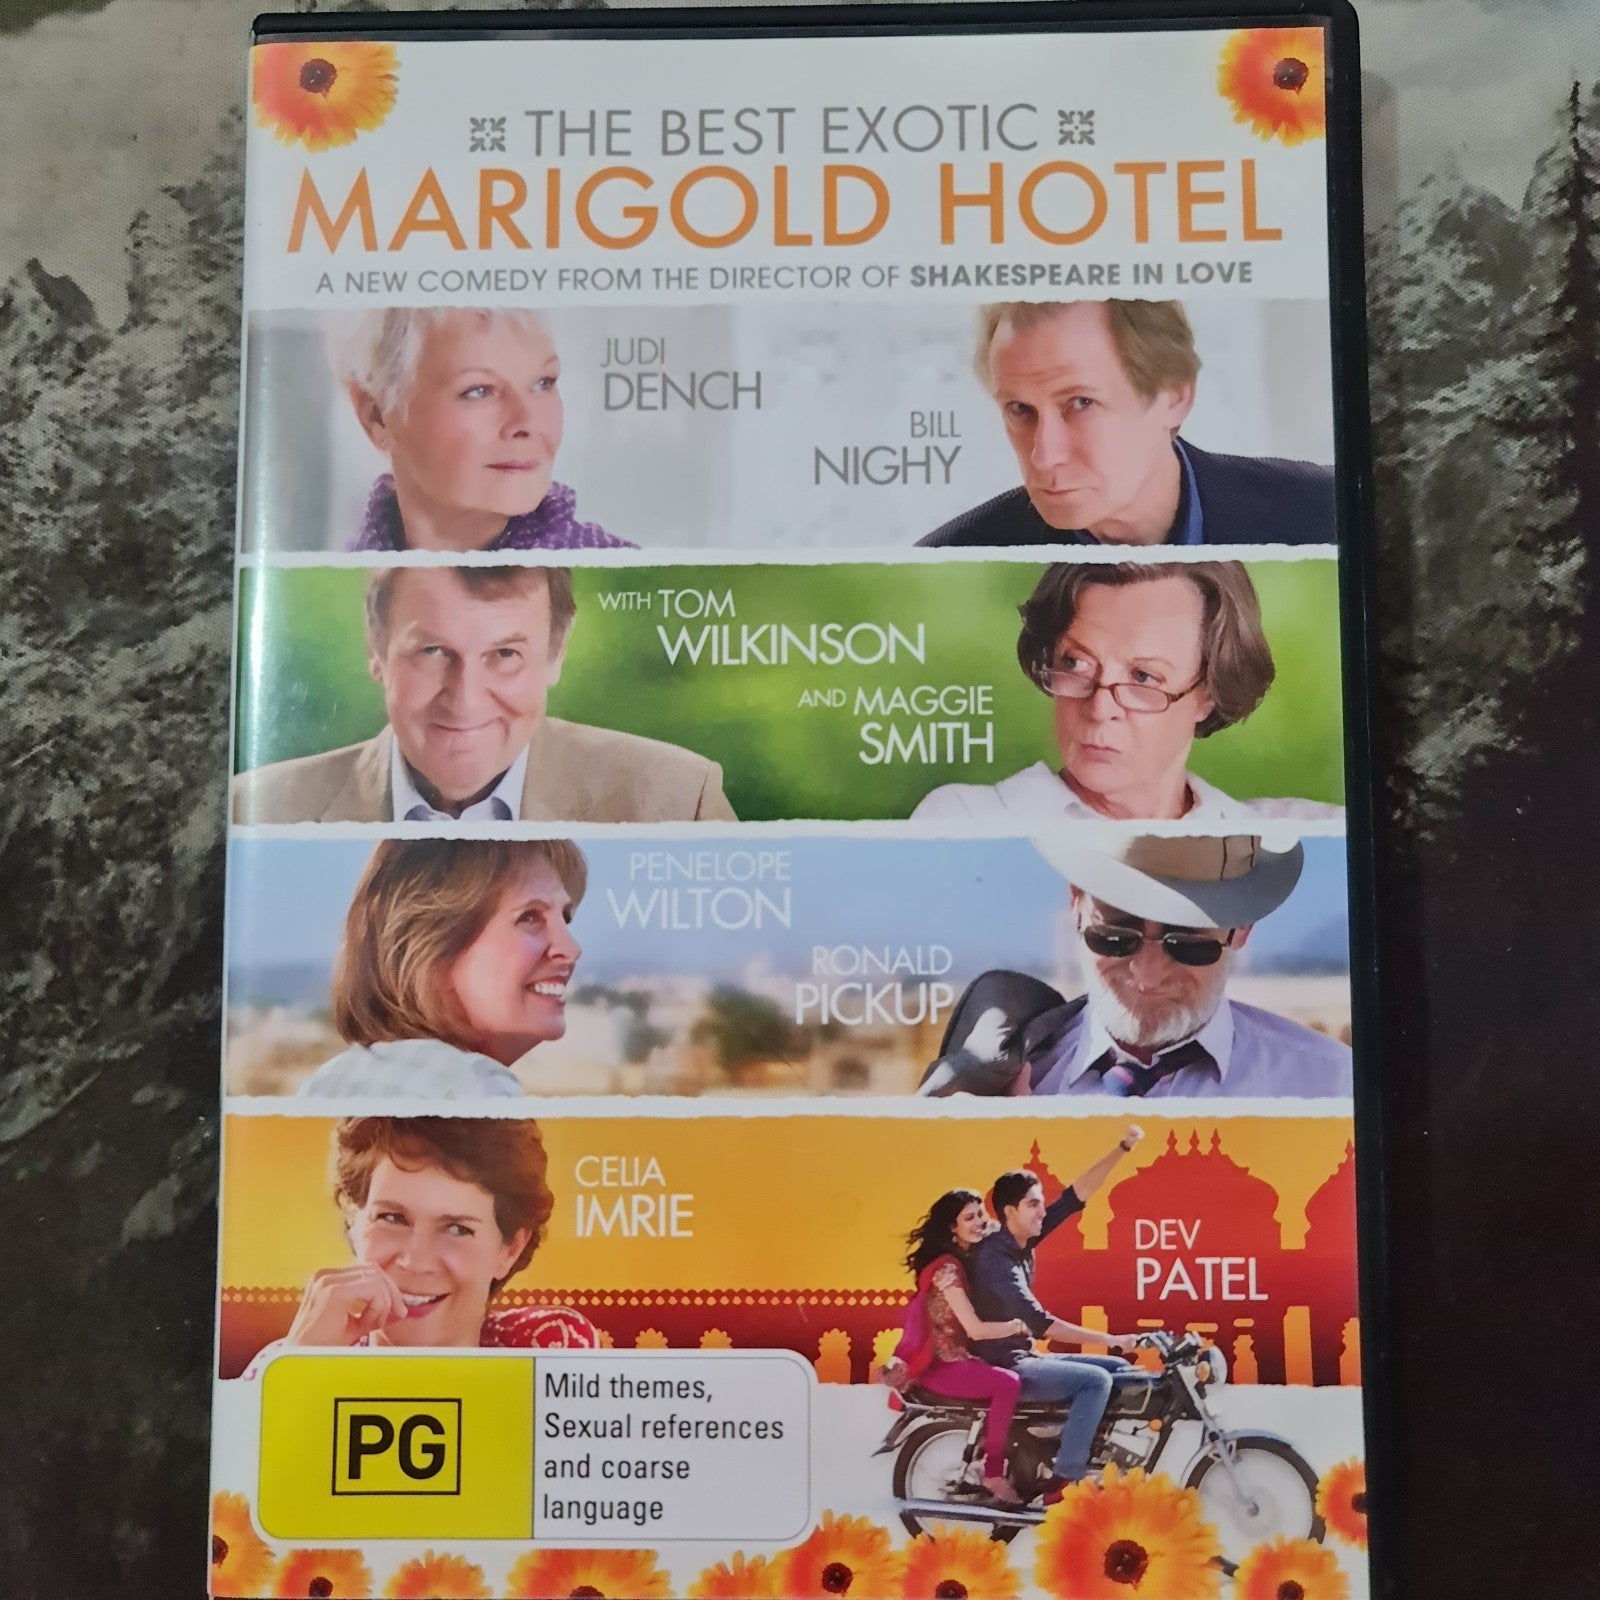 THE BEST EXOTIC
MARIGOLD HOTEL
A NEW COMEDY FROM THE DIRECTOR OF SHAKESPEARE IN LOVE
JUDI
DENCH
BILL
NIGHY
WITH TOM
WILKINSON
AND MAGGIE
SMITH
PENELOPE
WILTON
RONALD
PICKUP
CELIA
IMRIE
DEV
PATEL
PG
Mild themes,
Sexual references
and coarse
language